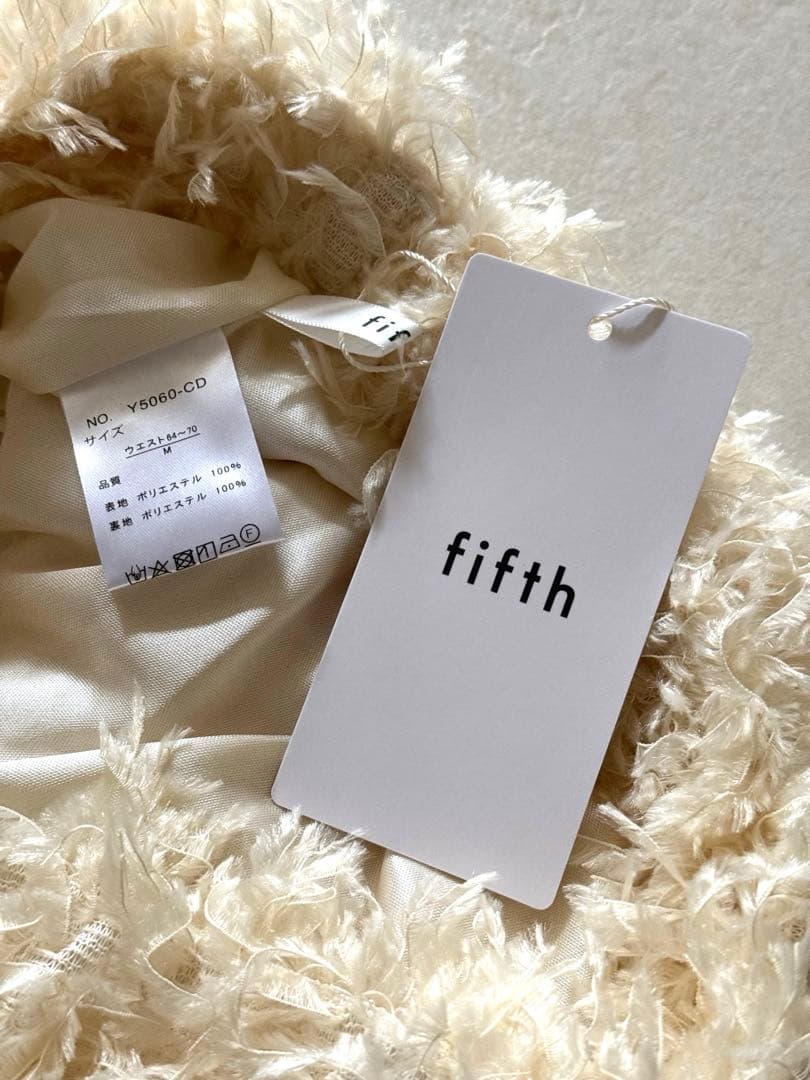 NO. Y5060-CD
サイズ
ウエスト64〜70
M
品質
表地 ポリエステル 100%
裏地 ポリエステル 100%
F
fif
fifth